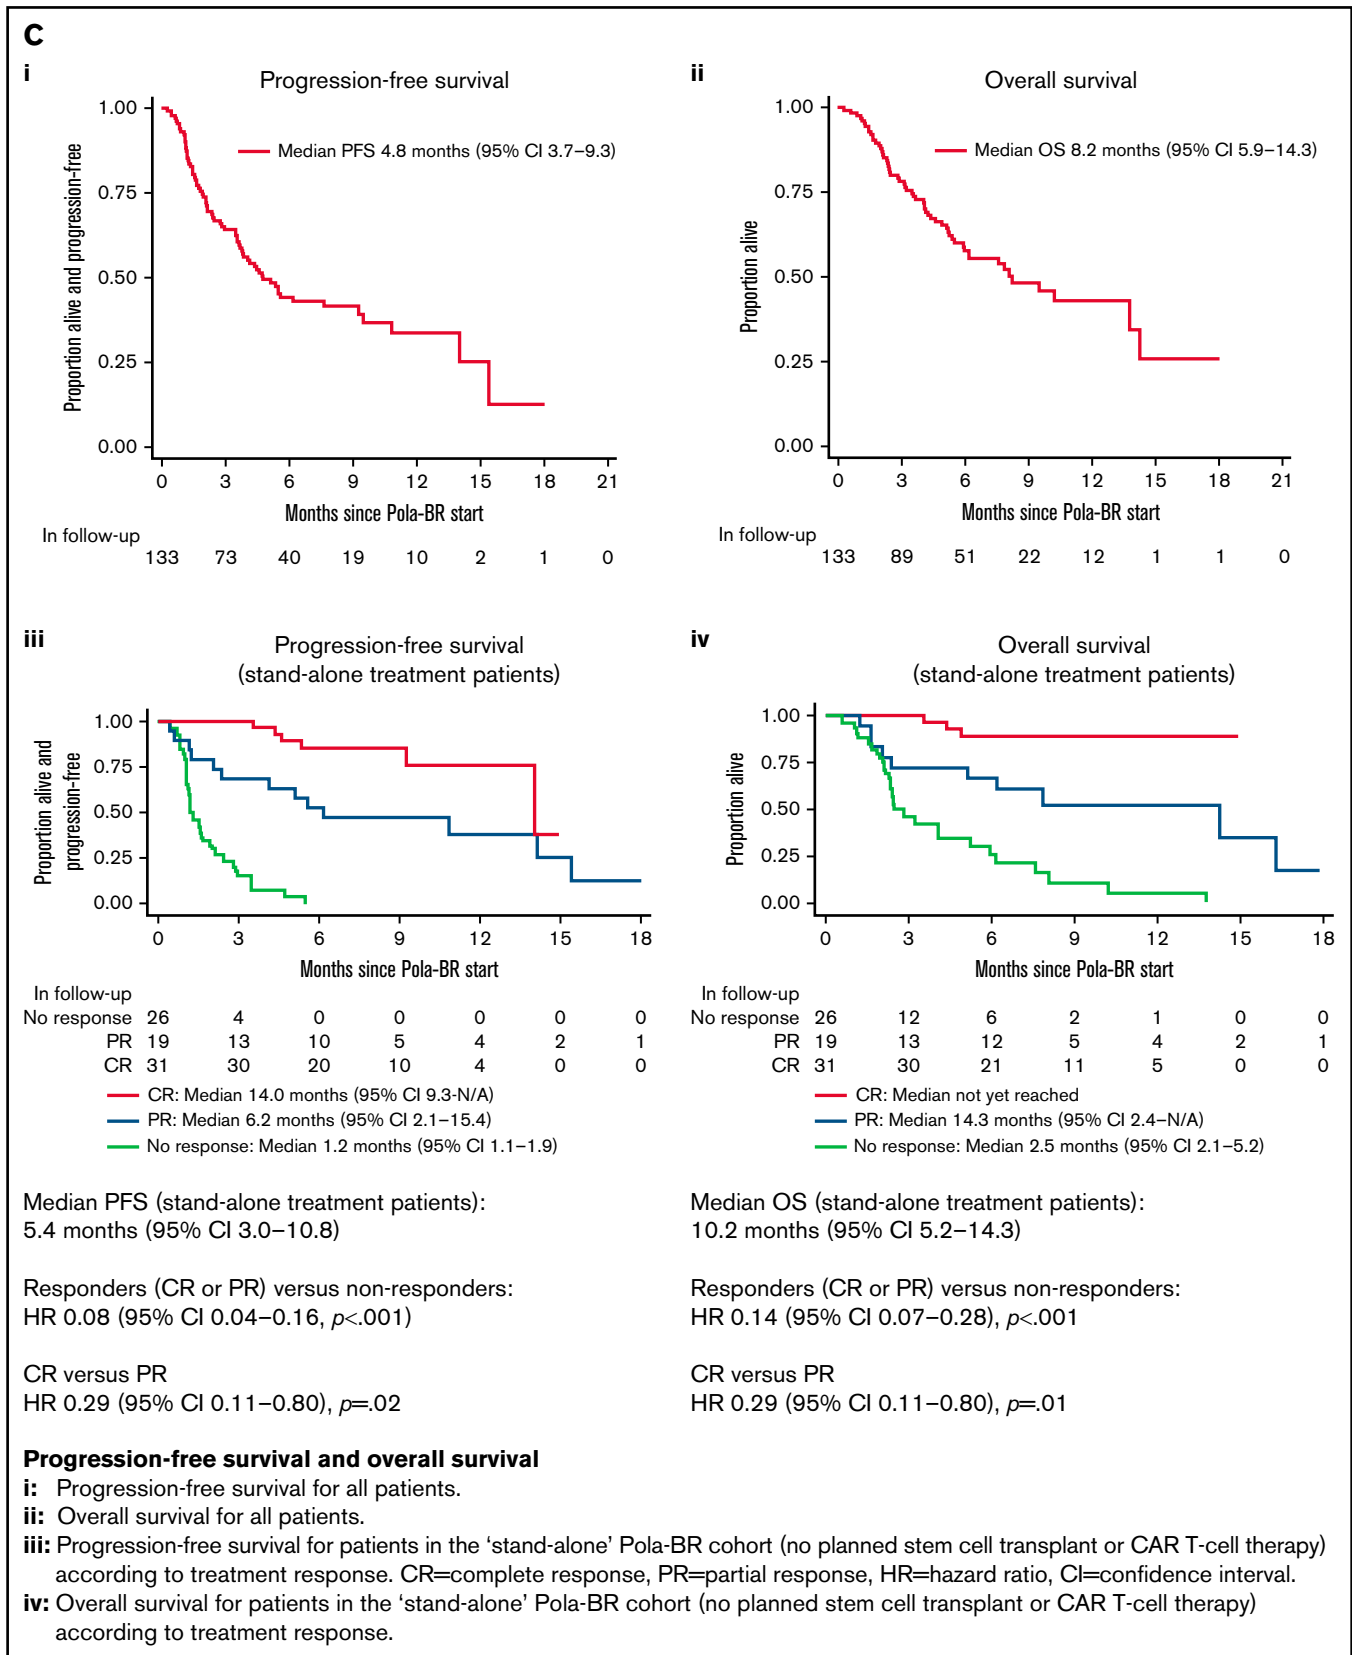 C
i
Progression-free survival
1.00
0.75
0.50
0.25
0.00
Proportion alive and progression-free
Median PFS 4.8 months (95% CI 3.7–9.3)
0 3 6 9 12 15 18 21
Months since Pola-BR start
In follow-up
133 73 40 19 10 2 1 0
ii
Overall survival
1.00
0.75
0.50
0.25
0.00
Proportion alive
Median OS 8.2 months (95% CI 5.9–14.3)
0 3 6 9 12 15 18 21
Months since Pola-BR start
In follow-up
133 89 51 22 12 1 1 0
iii
Progression-free survival
(stand-alone treatment patients)
1.00
0.75
0.50
0.25
0.00
Proportion alive and
progression-free
0 3 6 9 12 15 18
Months since Pola-BR start
In follow-up
No response 26 4 0 0 0 0 0
PR 19 13 10 5 4 2 1
CR 31 30 20 10 4 0 0
CR: Median 14.0 months (95% CI 9.3-N/A)
PR: Median 6.2 months (95% CI 2.1–15.4)
No response: Median 1.2 months (95% CI 1.1–1.9)
Median PFS (stand-alone treatment patients):
5.4 months (95% CI 3.0–10.8)
Responders (CR or PR) versus non-responders:
HR 0.08 (95% CI 0.04–0.16, p<.001)
CR versus PR
HR 0.29 (95% CI 0.11–0.80), p=.02
iv
Overall survival
(stand-alone treatment patients)
1.00
0.75
0.50
0.25
0.00
Proportion alive
0 3 6 9 12 15 18
Months since Pola-BR start
In follow-up
No response 26 12 6 2 1 0 0
PR 19 13 12 5 4 2 1
CR 31 30 21 11 5 0 0
CR: Median not yet reached
PR: Median 14.3 months (95% CI 2.4–N/A)
No response: Median 2.5 months (95% CI 2.1–5.2)
Median OS (stand-alone treatment patients):
10.2 months (95% CI 5.2–14.3)
Responders (CR or PR) versus non-responders:
HR 0.14 (95% CI 0.07–0.28), p<.001
CR versus PR
HR 0.29 (95% CI 0.11–0.80), p=.01
Progression-free survival and overall survival
i: Progression-free survival for all patients.
ii: Overall survival for all patients.
iii: Progression-free survival for patients in the ‘stand-alone’ Pola-BR cohort (no planned stem cell transplant or CAR T-cell therapy)
according to treatment response. CR=complete response, PR=partial response, HR=hazard ratio, CI=confidence interval.
iv: Overall survival for patients in the ‘stand-alone’ Pola-BR cohort (no planned stem cell transplant or CAR T-cell therapy)
according to treatment response.